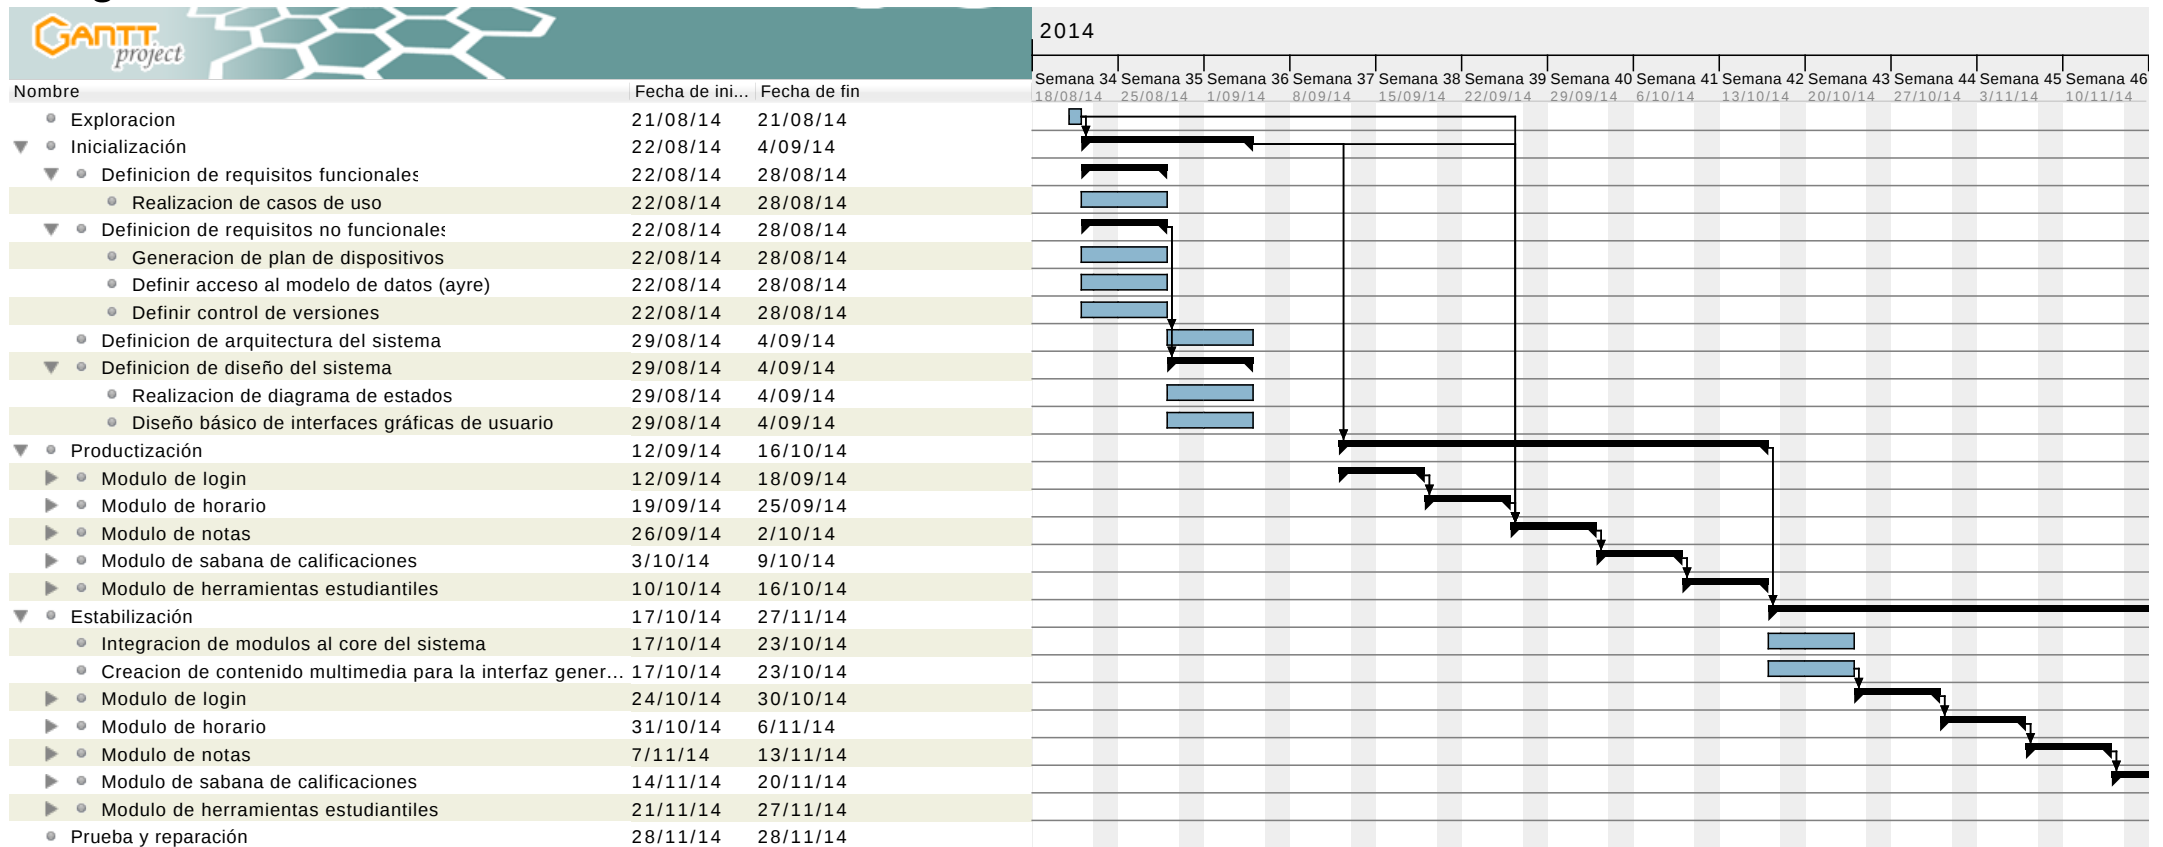 GANTT
project
2014
Semana 34 Semana 35 Semana 36 Semana 37 Semana 38 Semana 39 Semana 40 Semana 41 Semana 42 Semana 43 Semana 44 Semana 45 Semana 46
Nombre Fecha de ini... Fecha de fin
18/08/14 25/08/14 1/09/14 8/09/14 15/09/14 22/09/14 29/09/14 6/10/14 13/10/14 20/10/14 27/10/14 3/11/14 10/11/14
Exploracion 21/08/14 21/08/14
Inicialización 22/08/14 4/09/14
Definicion de requisitos funcionales 22/08/14 28/08/14
Realizacion de casos de uso 22/08/14 28/08/14
Definicion de requisitos no funcionales 22/08/14 28/08/14
Generacion de plan de dispositivos 22/08/14 28/08/14
Definir acceso al modelo de datos (ayre) 22/08/14 28/08/14
Definir control de versiones 22/08/14 28/08/14
Definicion de arquitectura del sistema 29/08/14 4/09/14
Definicion de diseño del sistema 29/08/14 4/09/14
Realizacion de diagrama de estados 29/08/14 4/09/14
Diseño básico de interfaces gráficas de usuario 29/08/14 4/09/14
Productización 12/09/14 16/10/14
Modulo de login 12/09/14 18/09/14
Modulo de horario 19/09/14 25/09/14
Modulo de notas 26/09/14 2/10/14
Modulo de sabana de calificaciones 3/10/14 9/10/14
Modulo de herramientas estudiantiles 10/10/14 16/10/14
Estabilización 17/10/14 27/11/14
Integracion de modulos al core del sistema 17/10/14 23/10/14
Creacion de contenido multimedia para la interfaz gener... 17/10/14 23/10/14
Modulo de login 24/10/14 30/10/14
Modulo de horario 31/10/14 6/11/14
Modulo de notas 7/11/14 13/11/14
Modulo de sabana de calificaciones 14/11/14 20/11/14
Modulo de herramientas estudiantiles 21/11/14 27/11/14
Prueba y reparación 28/11/14 28/11/14